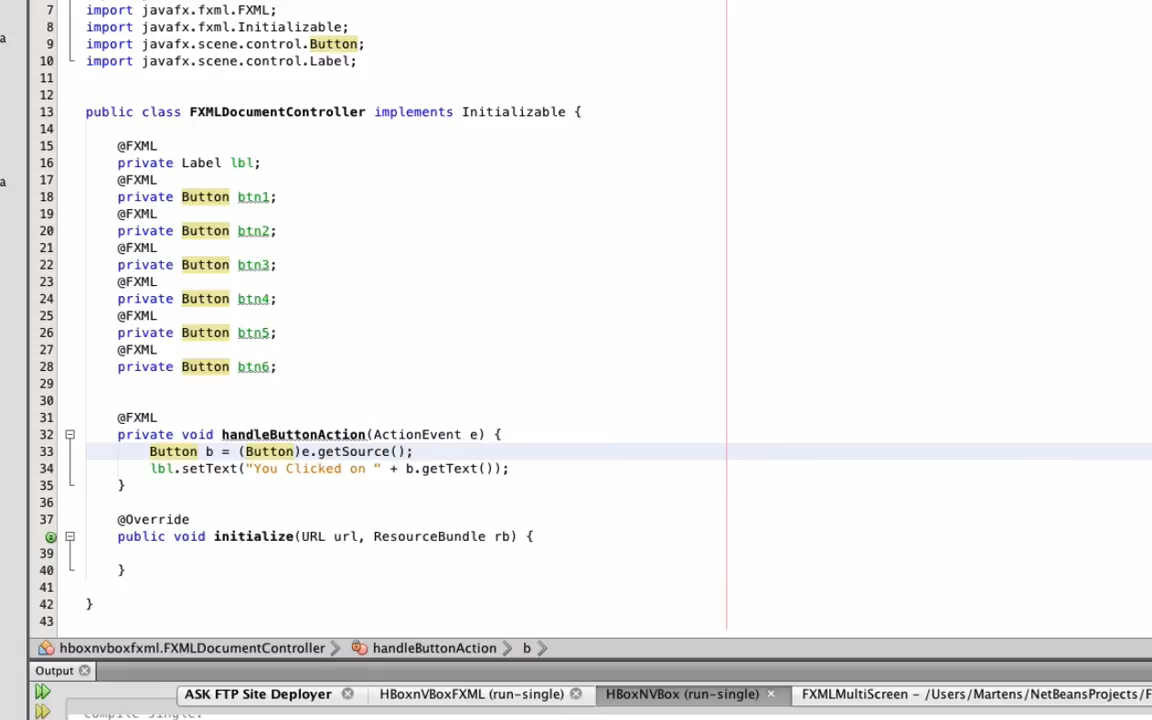 7 import javafx.fxml.FXML;
8 import javafx.fxml.Initializable;
9 import javafx.scene.control.Button;
10 import javafx.scene.control.Label;
11
12
13 public class FXMLDocumentController implements Initializable {
14
15 @FXML
16 private Label lbl;
17 @FXML
18 private Button btn1;
19 @FXML
20 private Button btn2;
21 @FXML
22 private Button btn3;
23 @FXML
24 private Button btn4;
25 @FXML
26 private Button btn5;
27 @FXML
28 private Button btn6;
29
30
31 @FXML
32 private void handleButtonAction(ActionEvent e) {
33 Button b = (Button)e.getSource();
34 lbl.setText("You Clicked on " + b.getText());
35 }
36
37 @Override
public void initialize(URL url, ResourceBundle rb) {
39
40 }
41
42 }
43
hboxnvboxfxml.FXMLDocumentController handleButtonAction b
Output
ASK FTP Site Deployer HBoxnVBoxFXML (run-single) HBoxNVBox (run-single) FXMLMultiScreen - /Users/Martens/NetBeansProjects/F